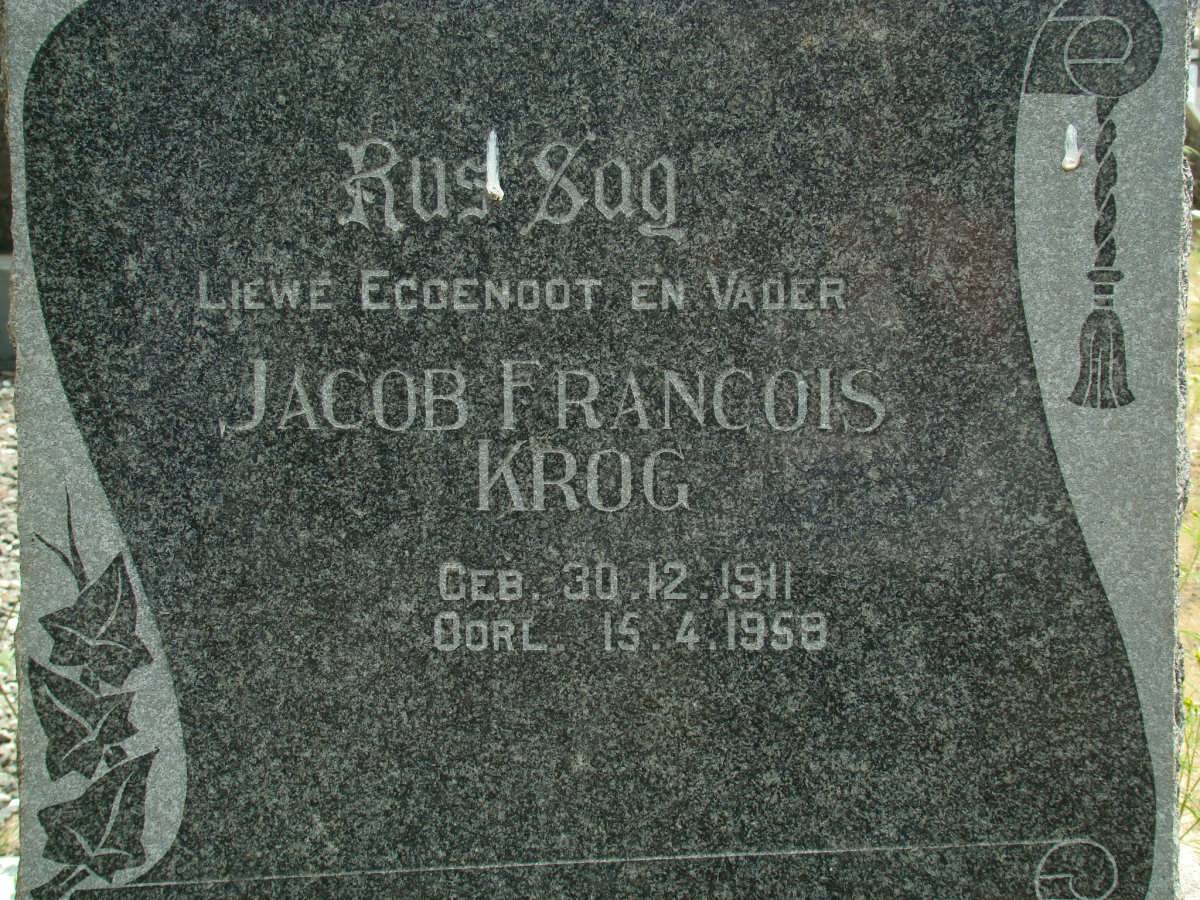 Rus Sag
LIEWE EGGENOOT EN VADER
JACOB FRANCOIS
KROG
GEB. 30.12.1911
OORL. 15.4.1958